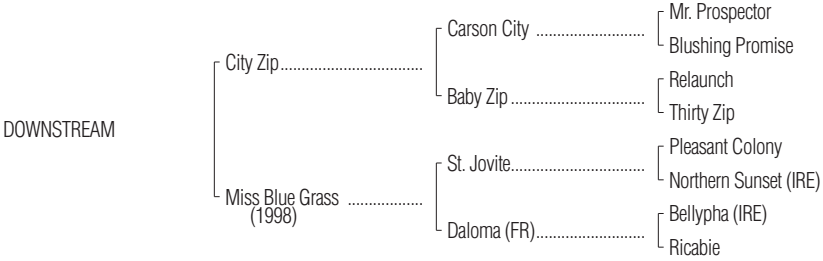 Mr. Prospector
Carson City ..........................
Blushing Promise
City Zip..................................
Relaunch
Baby Zip ................................
Thirty Zip
DOWNSTREAM
Pleasant Colony
St. Jovite................................
Northern Sunset (IRE)
Miss Blue Grass ..................
(1998)
Bellypha (IRE)
Daloma (FR)..........................
Ricabie